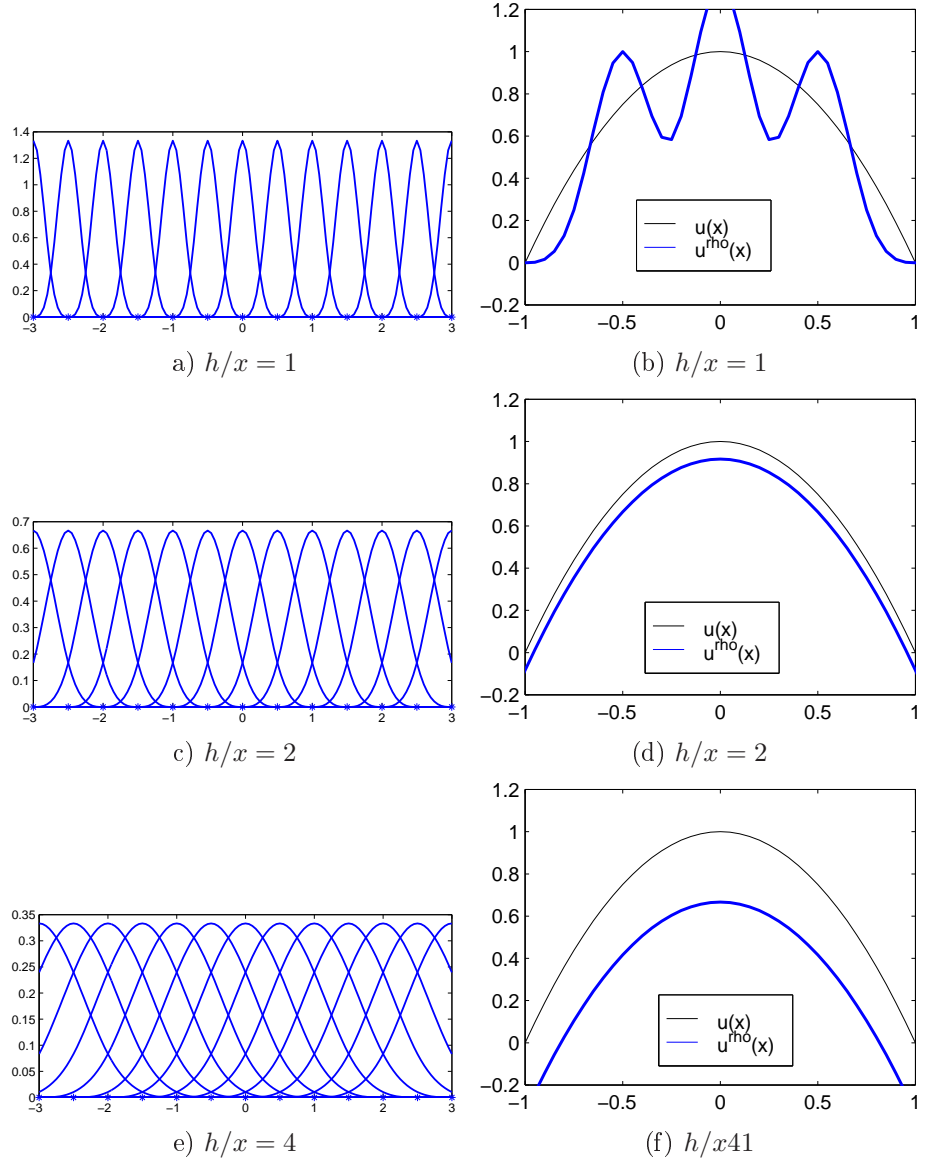 1.4
1.2
1
0.8
0.6
0.4
0.2
0
−3 −2 −1 0 1 2 3
a) h/x = 1
1.2
1
0.8
0.6
0.4
0.2
0
−0.2
−1 −0.5 0 0.5 1
u(x)
u^rho(x)
(b) h/x = 1
0.7
0.6
0.5
0.4
0.3
0.2
0.1
0
−3 −2 −1 0 1 2 3
c) h/x = 2
1.2
1
0.8
0.6
0.4
0.2
0
−0.2
−1 −0.5 0 0.5 1
u(x)
u^rho(x)
(d) h/x = 2
0.35
0.3
0.25
0.2
0.15
0.1
0.05
0
−3 −2 −1 0 1 2 3
e) h/x = 4
1.2
1
0.8
0.6
0.4
0.2
0
−0.2
−1 −0.5 0 0.5 1
u(x)
u^rho(x)
(f) h/x41